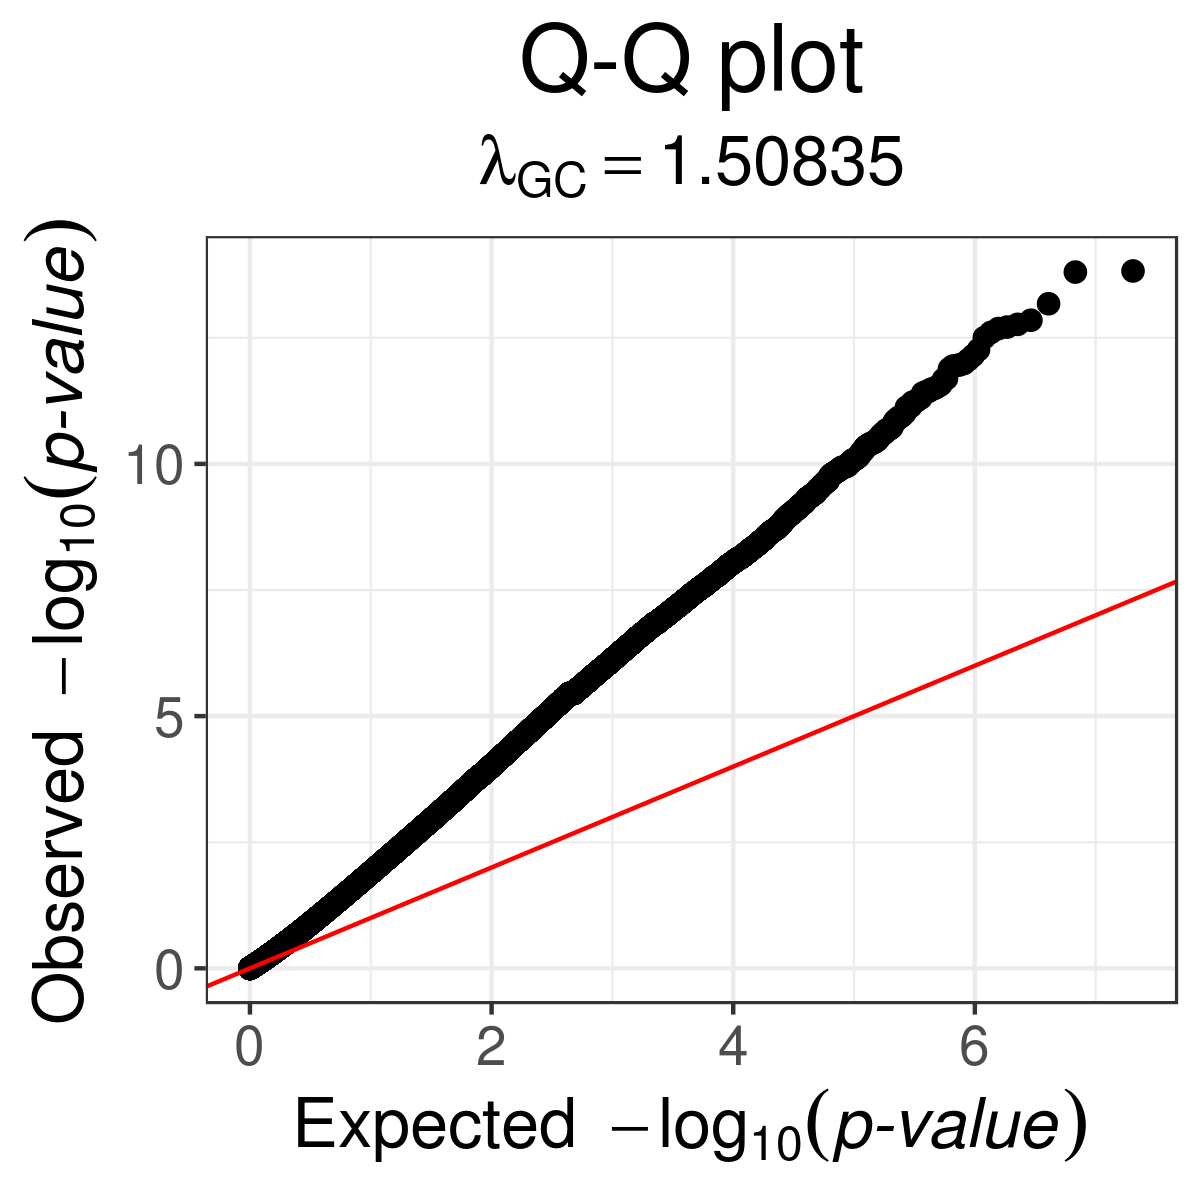 Q-Q plot
λGC = 1.50835
Observed −log10(p-value)
10
5
0
0 2 4 6
Expected −log10(p-value)